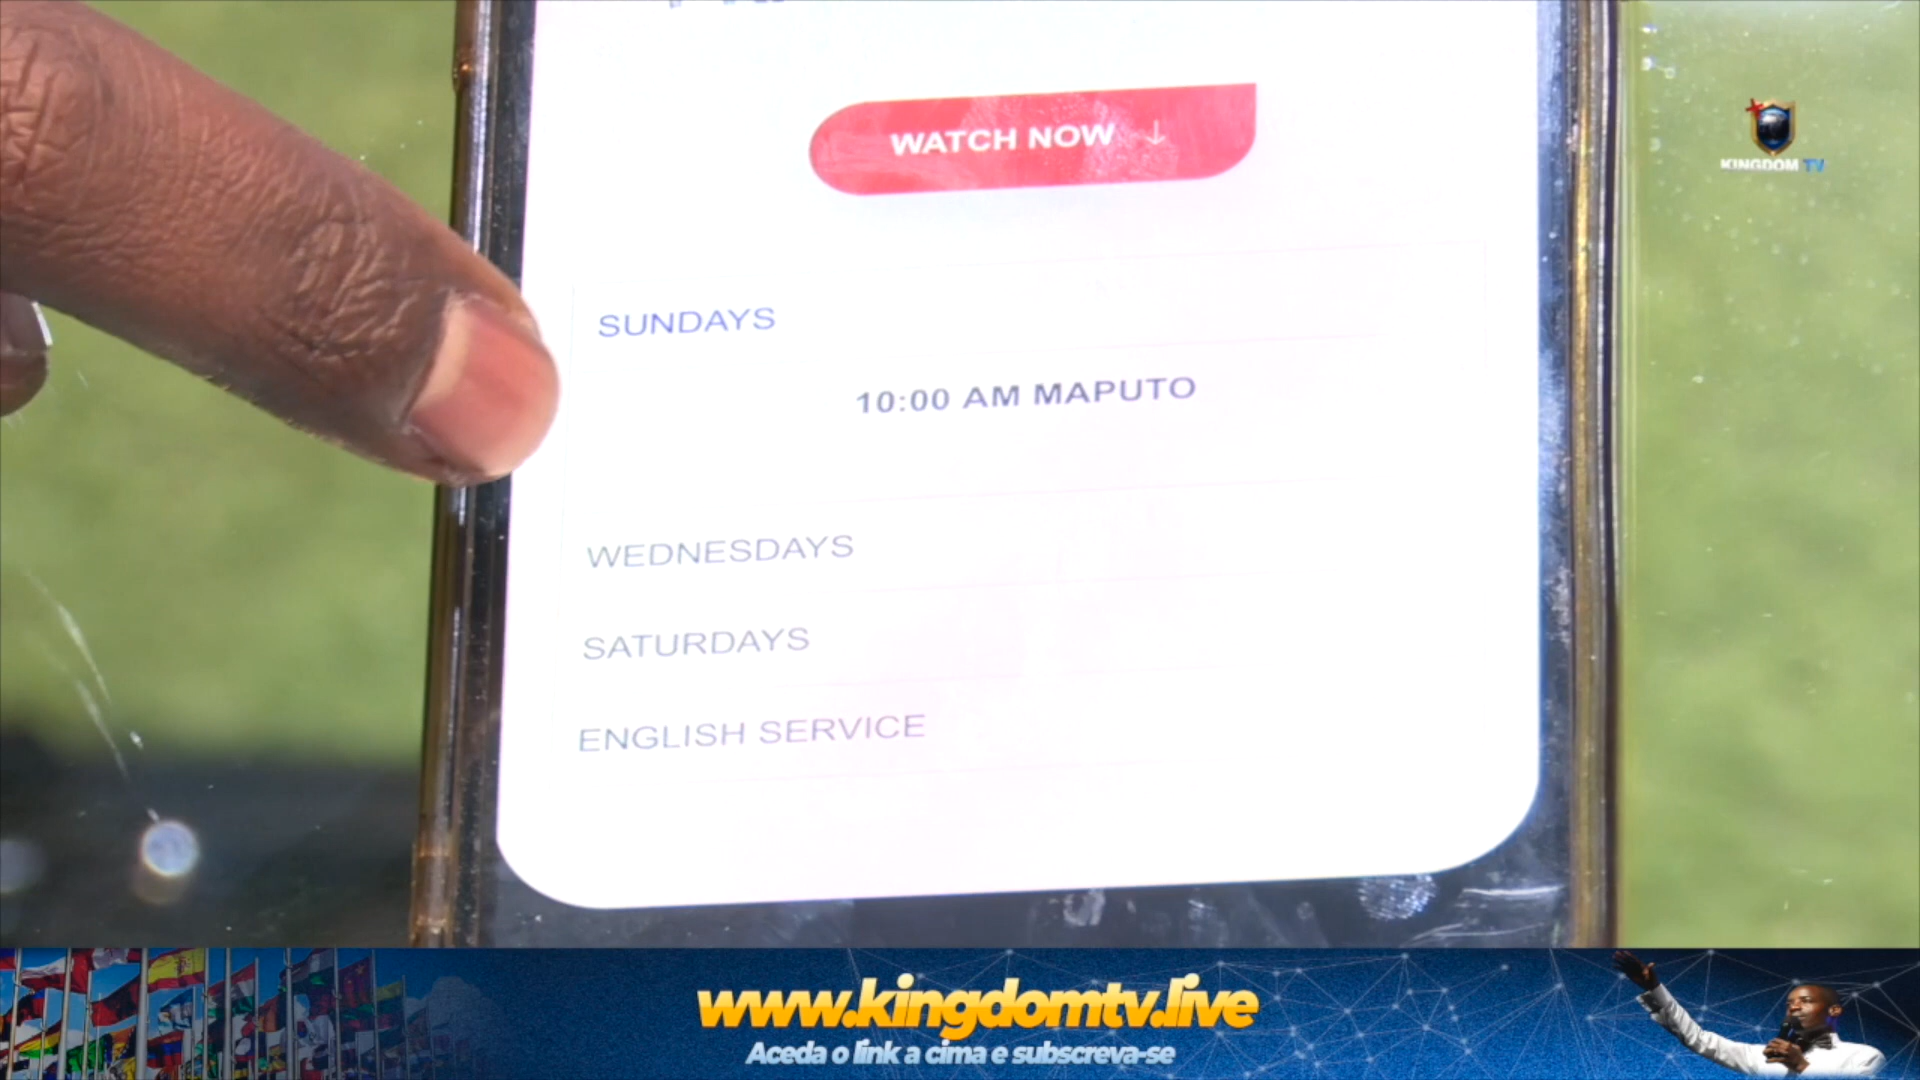 WATCH NOW ↓
KINGDOM TV
SUNDAYS
10:00 AM MAPUTO
WEDNESDAYS
SATURDAYS
ENGLISH SERVICE
www.kingdomtv.live
Aceda o link a cima e subscreva-se